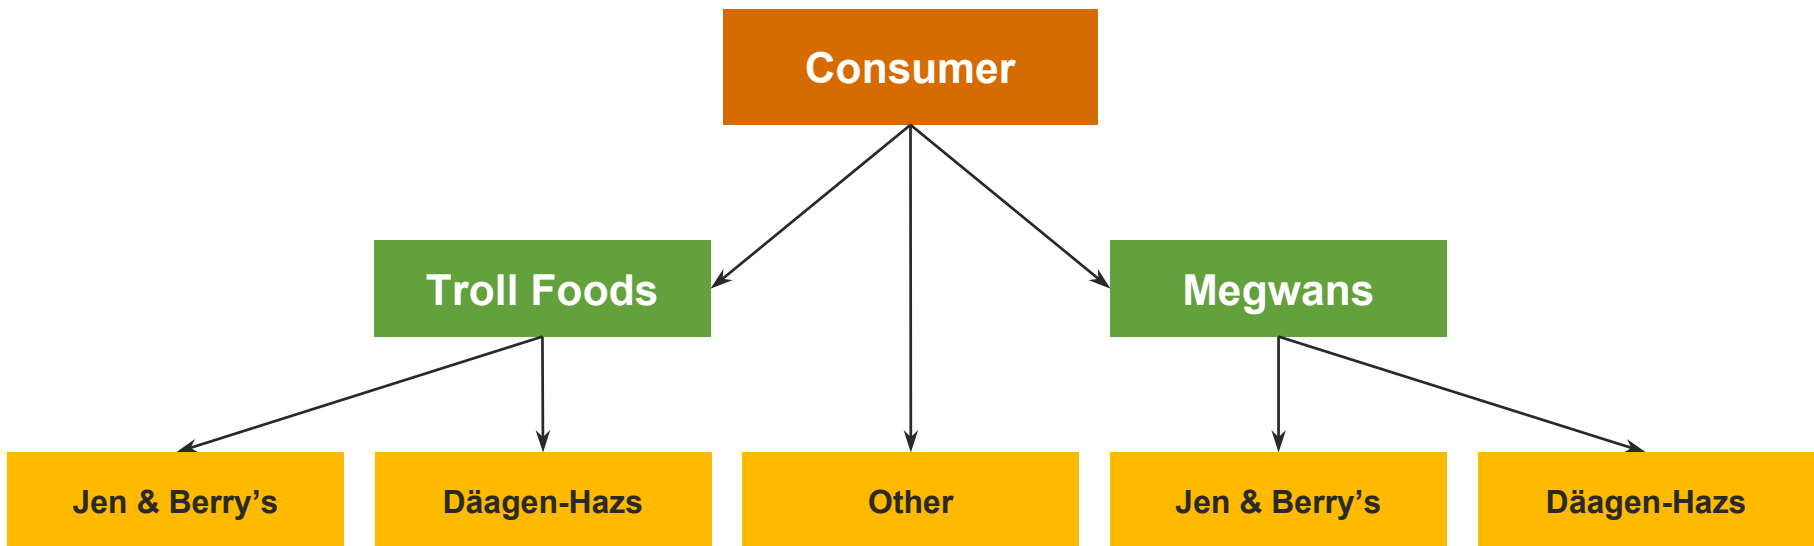 Consumer
Troll Foods
Megwans
Jen & Berry’s
Däagen-Hazs
Other
Jen & Berry’s
Däagen-Hazs